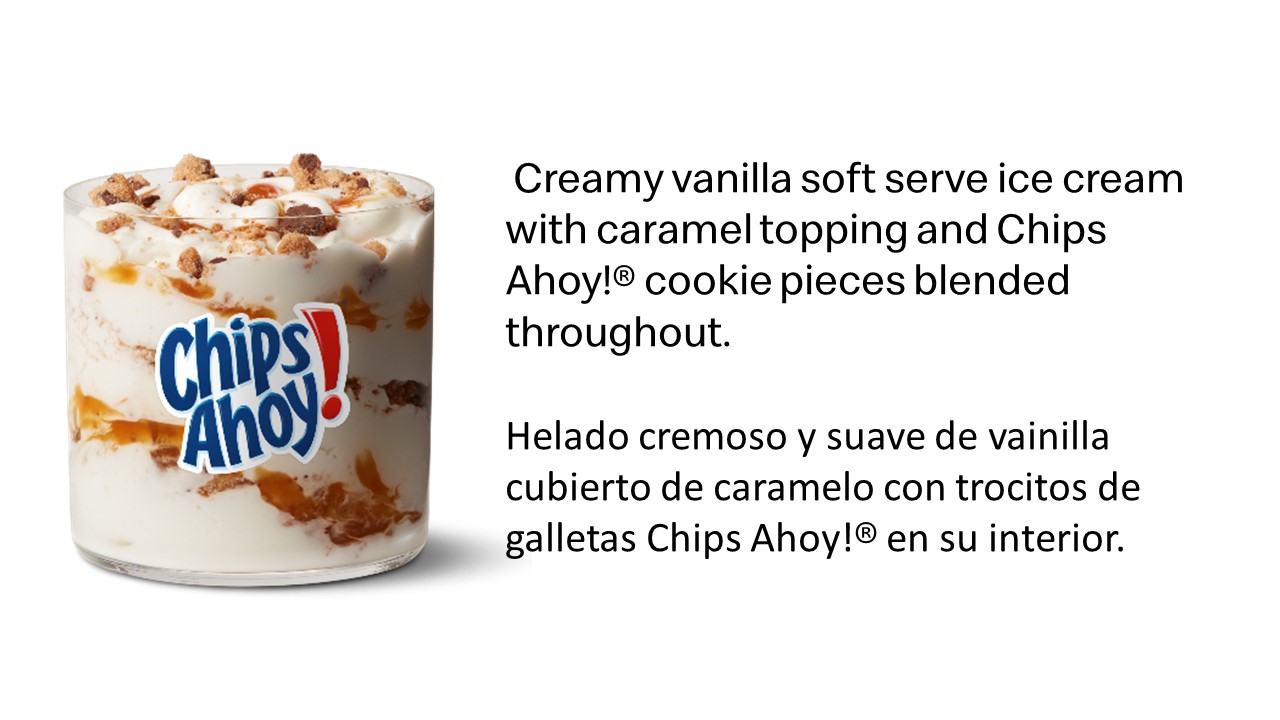 Chips
Ahoy!
Creamy vanilla soft serve ice cream
with caramel topping and Chips
Ahoy!® cookie pieces blended
throughout.
Helado cremoso y suave de vainilla
cubierto de caramelo con trocitos de
galletas Chips Ahoy!® en su interior.